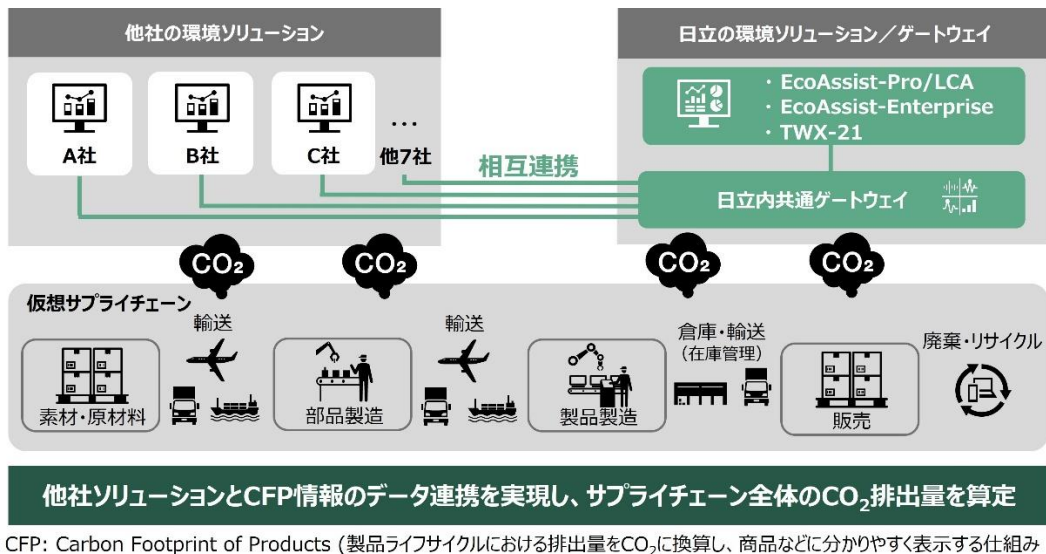 他社の環境ソリューション
日立の環境ソリューション／ゲートウェイ
A社
B社
C社
…
他7社
・EcoAssist-Pro/LCA
・EcoAssist-Enterprise
・TWX-21
相互連携
日立内共通ゲートウェイ
CO₂
CO₂
CO₂
CO₂
仮想サプライチェーン
素材・原材料
輸送
部品製造
輸送
製品製造
倉庫・輸送
（在庫管理）
販売
廃棄・リサイクル
他社ソリューションとCFP情報のデータ連携を実現し、サプライチェーン全体のCO₂排出量を算定
CFP: Carbon Footprint of Products (製品ライフサイクルにおける排出量をCO₂に換算し、商品などに分かりやすく表示する仕組み